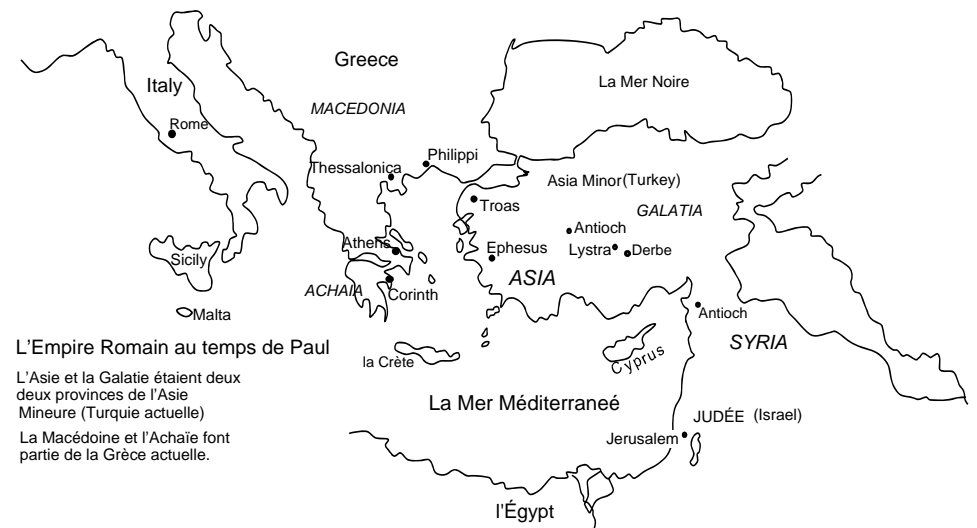 Greece
Italy
La Mer Noire
MACEDONIA
Rome
Philippi
Thessalonica
Asia Minor (Turkey)
Troas
GALATIA
Antioch
Athens
Ephesus
Lystra
Derbe
Sicily
ASIA
ACHAIA
Corinth
Malta
Antioch
SYRIA
L'Empire Romain au temps de Paul
la Crète
Cyprus
L'Asie et la Galatie étaient deux
deux provinces de l'Asie
Mineure (Turquie actuelle)
La Mer Méditerraneé
JUDÉE (Israel)
Jerusalem
La Macédoine et l'Achaïe font
partie de la Grèce actuelle.
l'Égypt